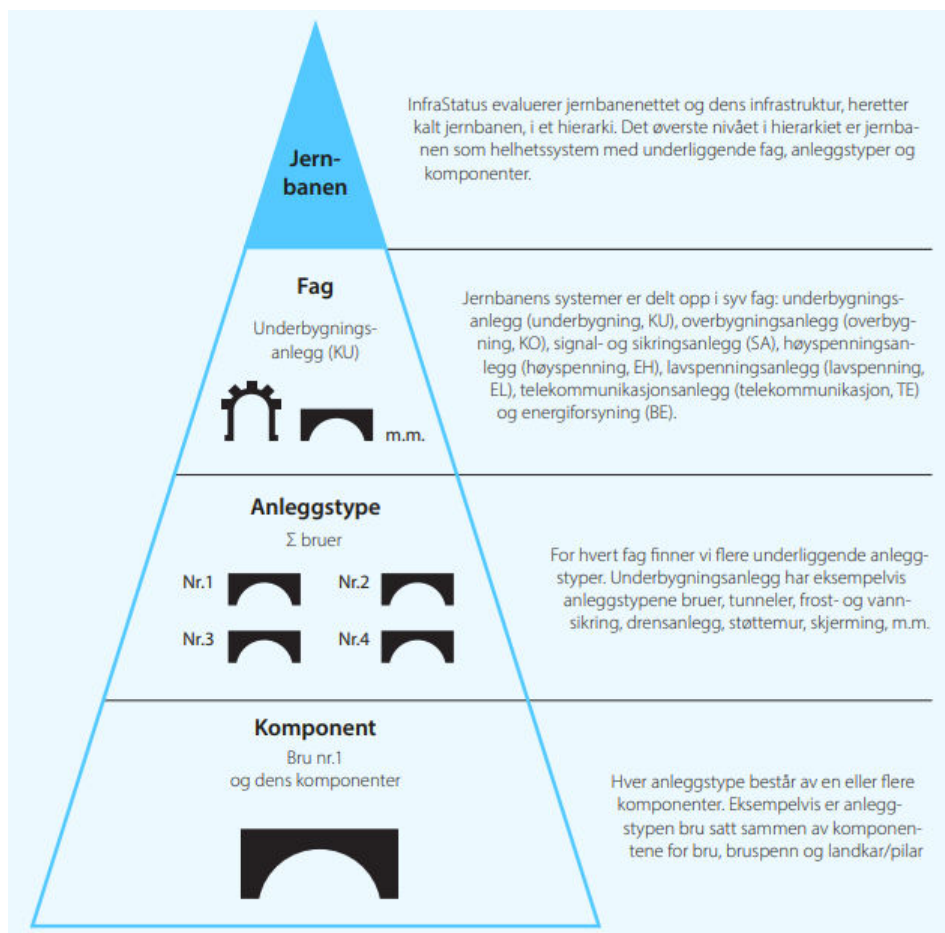 Jern-
banen
InfraStatus evaluerer jernbanenettet og dens infrastruktur, heretter
kalt jernbanen, i et hierarki. Det øverste nivået i hierarkiet er jernba-
nen som helhetssystem med underliggende fag, anleggstyper og
komponenter.
Fag
Underbygnings-
anlegg (KU)
m.m.
Jernbanens systemer er delt opp i syv fag: underbygnings-
anlegg (underbygning, KU), overbygningsanlegg (overbyg-
ning, KO), signal- og sikringsanlegg (SA), høyspenningsan-
legg (høyspenning, EH), lavspenningsanlegg (lavspenning,
EL), telekommunikasjonsanlegg (telekommunikasjon, TE)
og energiforsyning (BE).
Anleggstype
Σ bruer
Nr.1
Nr.2
Nr.3
Nr.4
For hvert fag finner vi flere underliggende anlegg-
styper. Underbygningsanlegg har eksempelvis
anleggstypene bruer, tunneler, frost- og vann-
sikring, drensanlegg, støttemur, skjerming, m.m.
Komponent
Bru nr.1
og dens komponenter
Hver anleggstype består av en eller flere
komponenter. Eksempelvis er anlegg-
stypen bru satt sammen av komponen-
tene for bru, bruspenn og landkar/pilar